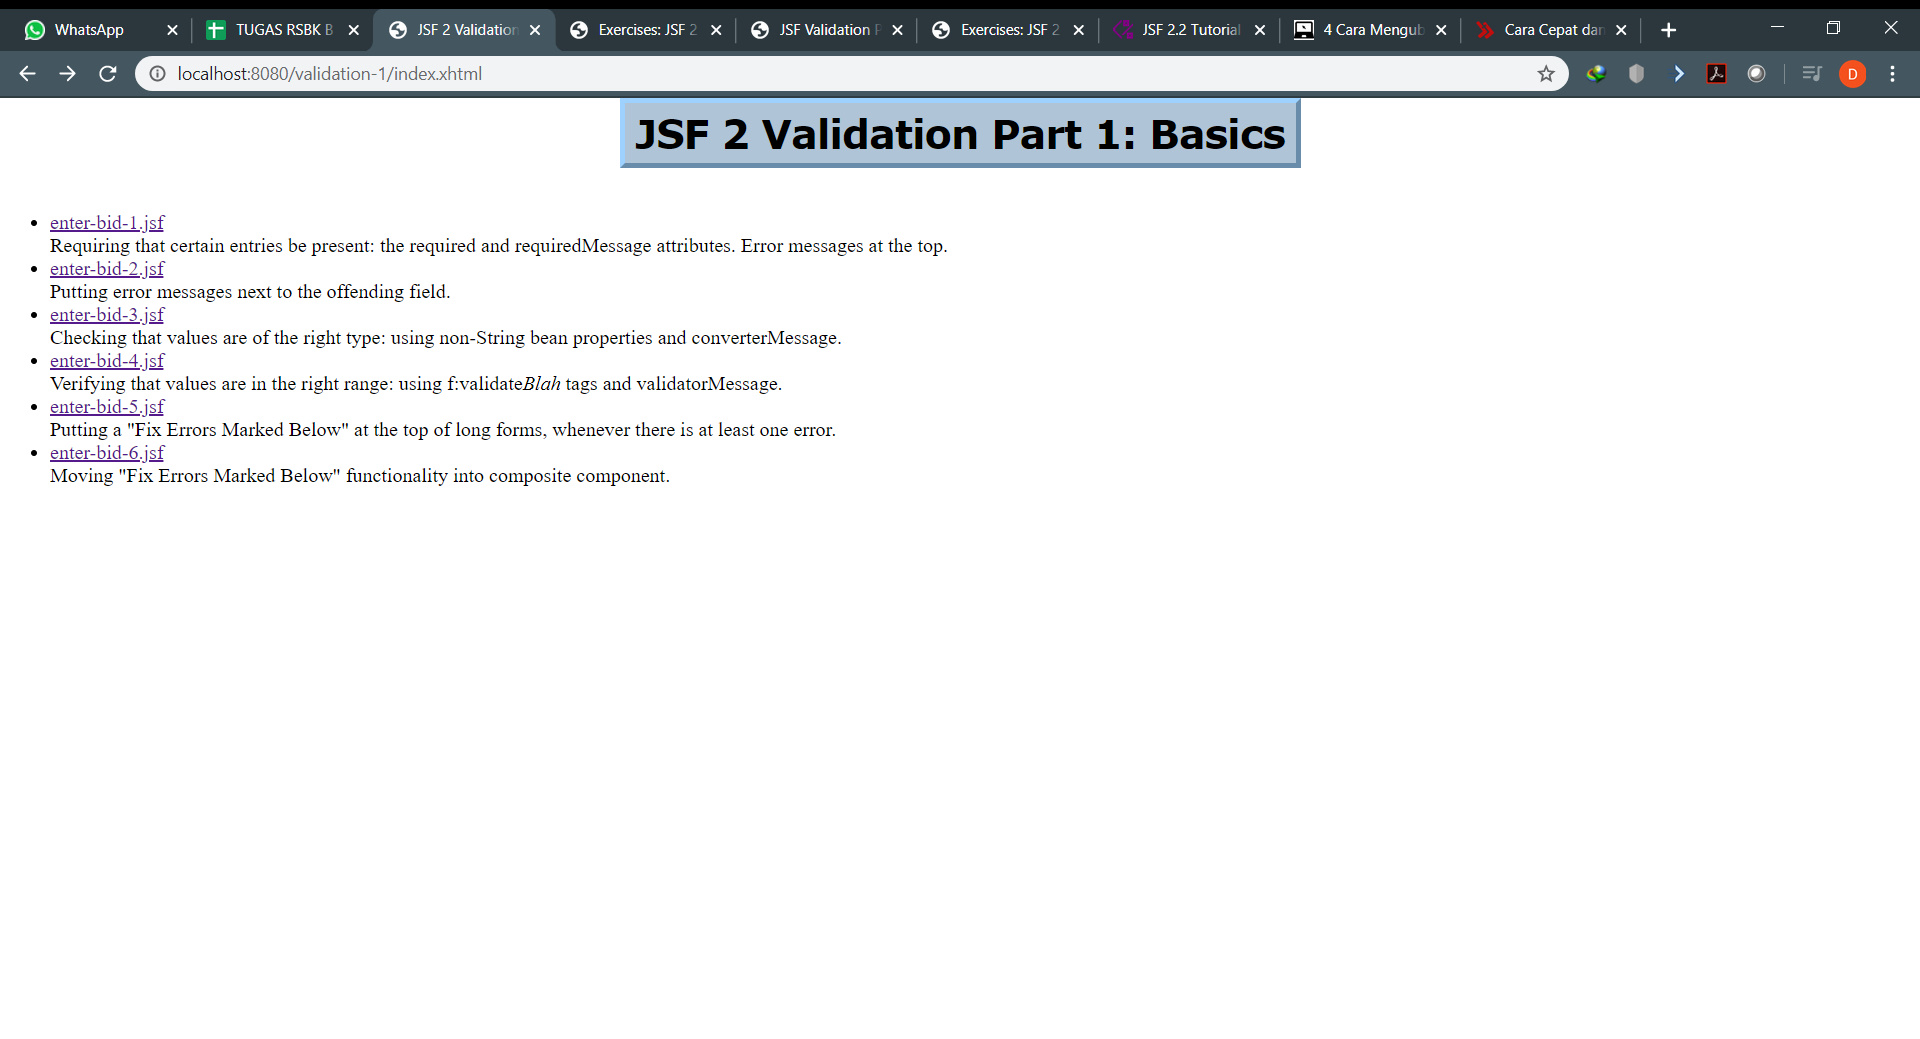 WhatsApp
TUGAS RSBK B
JSF 2 Validation
Exercises: JSF 2
JSF Validation P
Exercises: JSF 2
JSF 2.2 Tutorial
4 Cara Mengub
Cara Cepat dan
localhost:8080/validation-1/index.xhtml
D
JSF 2 Validation Part 1: Basics
enter-bid-1.jsf
Requiring that certain entries be present: the required and requiredMessage attributes. Error messages at the top.
enter-bid-2.jsf
Putting error messages next to the offending field.
enter-bid-3.jsf
Checking that values are of the right type: using non-String bean properties and converterMessage.
enter-bid-4.jsf
Verifying that values are in the right range: using f:validateBlah tags and validatorMessage.
enter-bid-5.jsf
Putting a "Fix Errors Marked Below" at the top of long forms, whenever there is at least one error.
enter-bid-6.jsf
Moving "Fix Errors Marked Below" functionality into composite component.